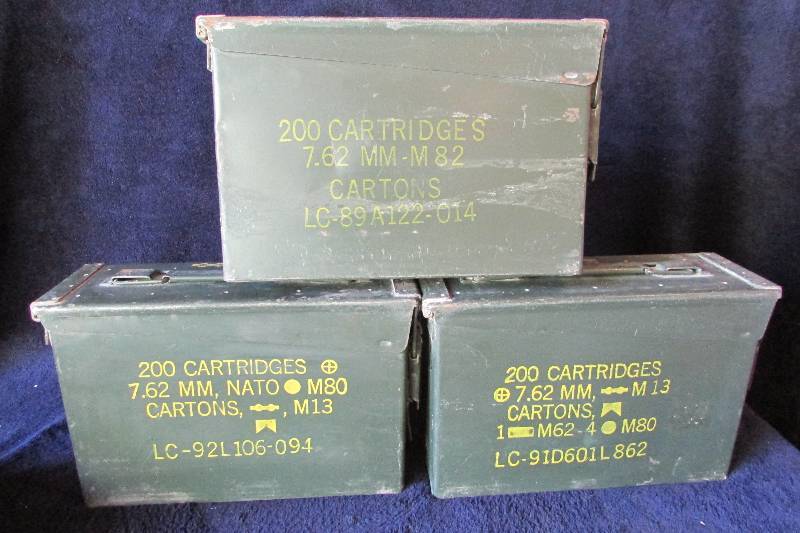 200 CARTRIDGES
7.62 MM-M82
CARTONS
LC-89A122-014
200 CARTRIDGES ⊕
7.62 MM, NATO ● M80
CARTONS, , M13
LC-92L106-094
200 CARTRIDGES
⊕ 7.62 MM, M13
CARTONS,
1 M62-4 ● M80
LC-91D601L862